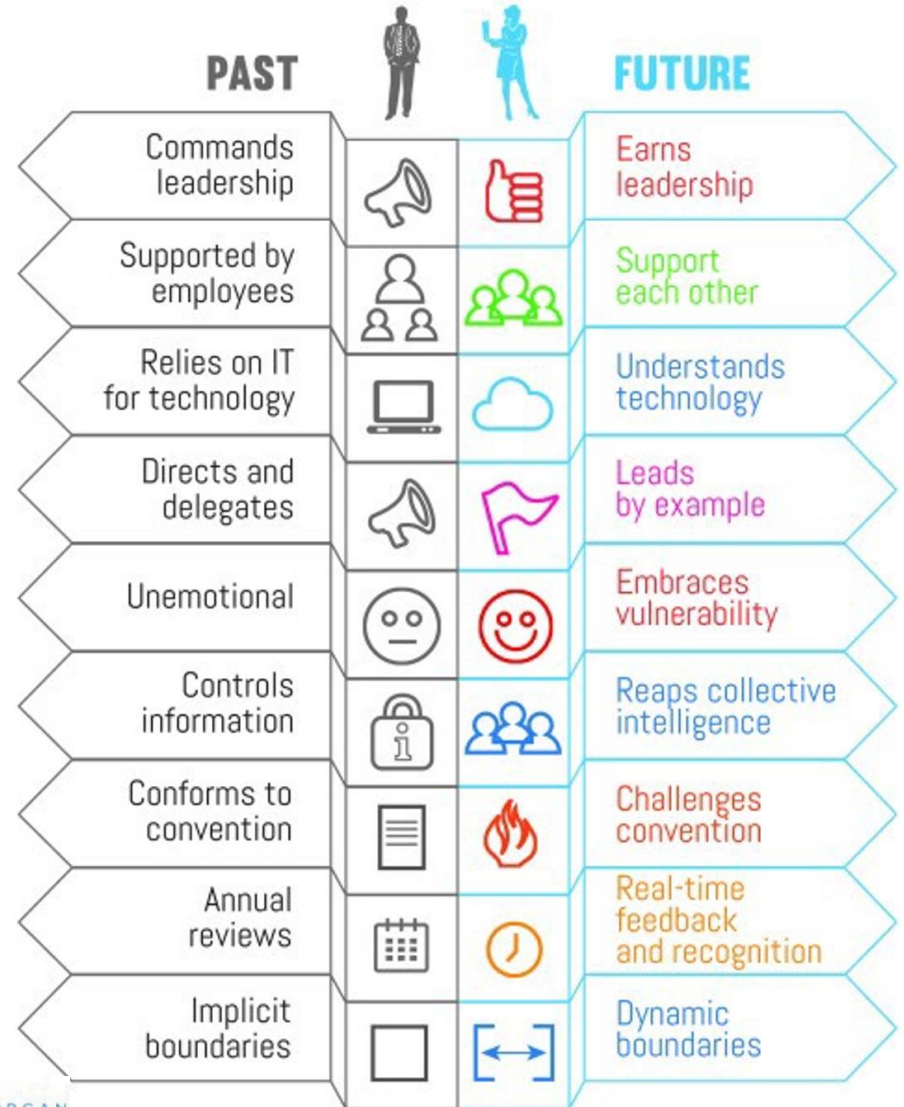 PAST
FUTURE
Commands
leadership
Earns
leadership
Supported by
employees
Support
each other
Relies on IT
for technology
Understands
technology
Directs and
delegates
Leads
by example
Unemotional
Embraces
vulnerability
Controls
information
i
Reaps collective
intelligence
Conforms to
convention
Challenges
convention
Annual
reviews
Real-time
feedback
and recognition
Implicit
boundaries
Dynamic
boundaries